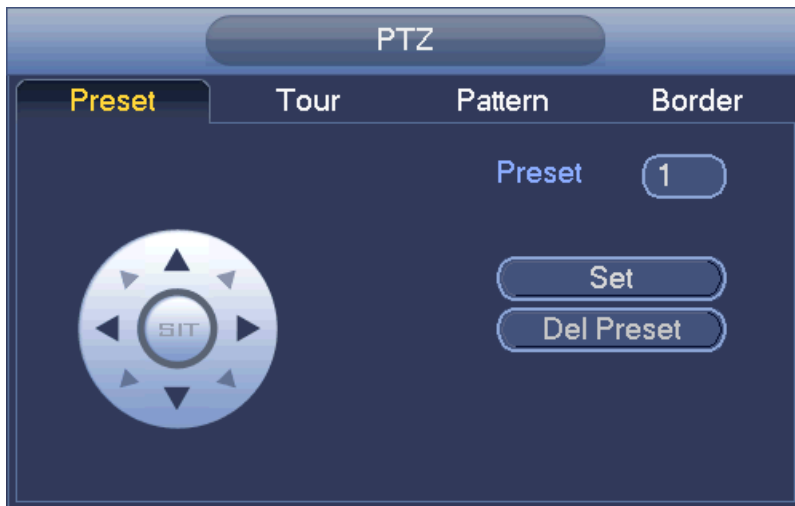 PTZ
Preset Tour Pattern Border
Preset 1
SIT
Set
Del Preset